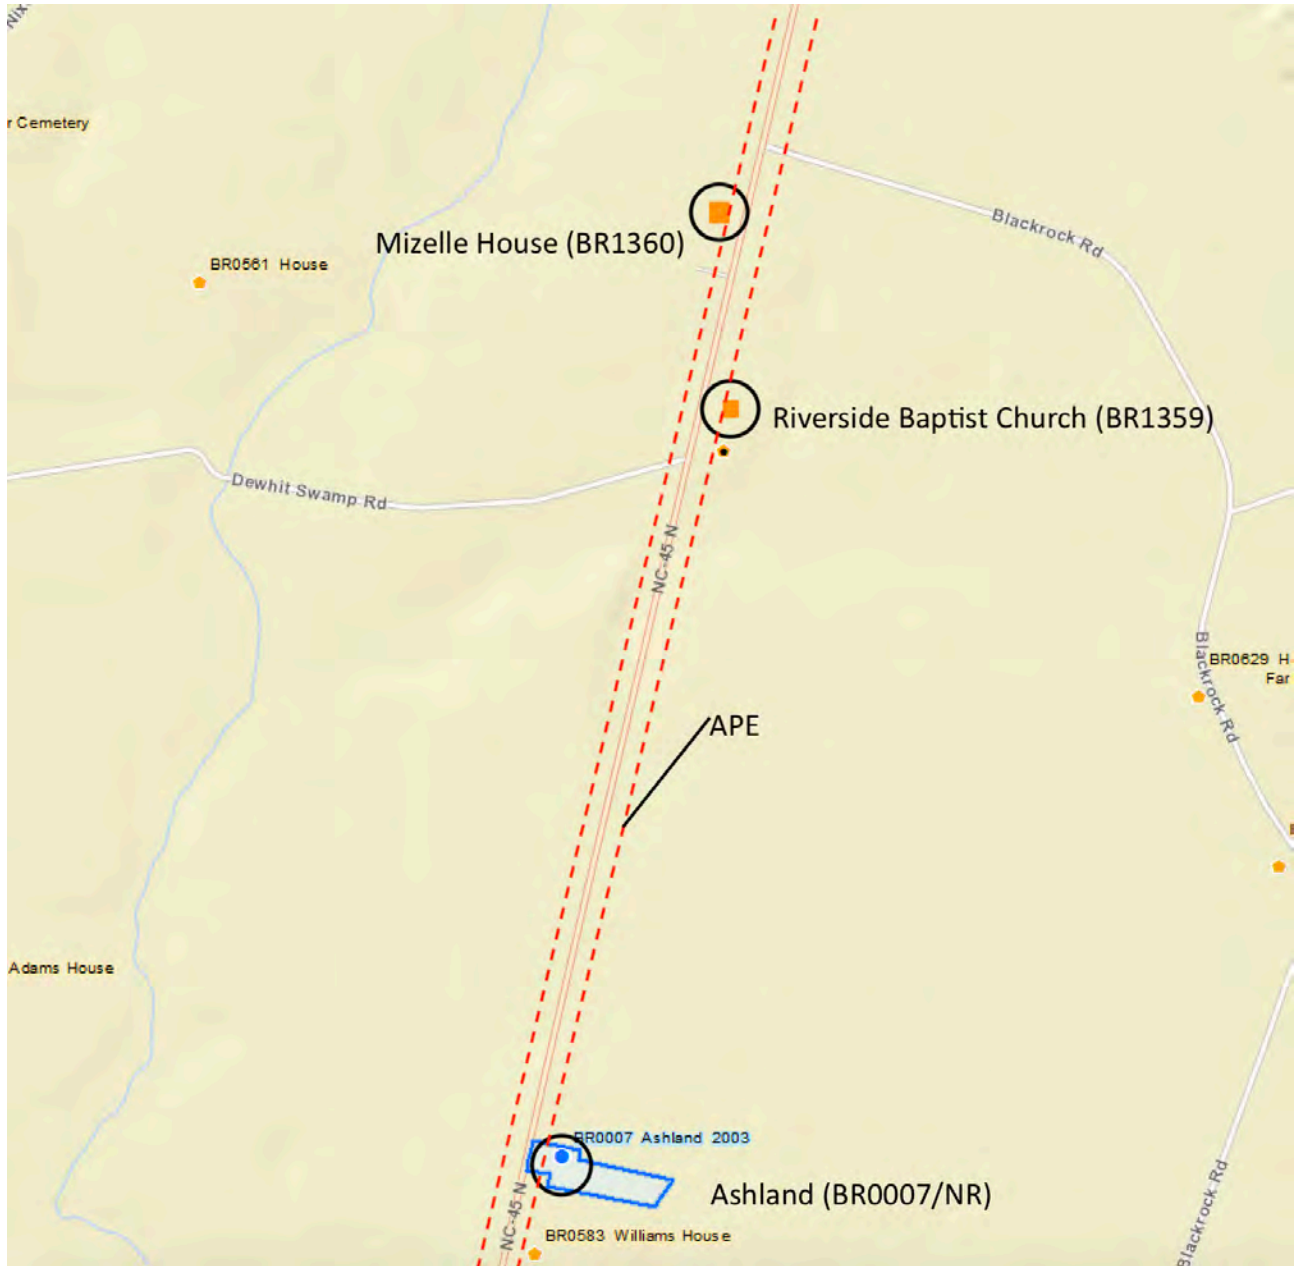 r Cemetery
Blackrock Rd
Mizelle House (BR1360)
BR0561 House
Riverside Baptist Church (BR1359)
Dewhit Swamp Rd
NC-45 N
BR0629 H
Far
Blackrock Rd
APE
Adams House
BR0007 Ashland 2003
Ashland (BR0007/NR)
NC-45 N
BR0583 Williams House
Blackrock Rd